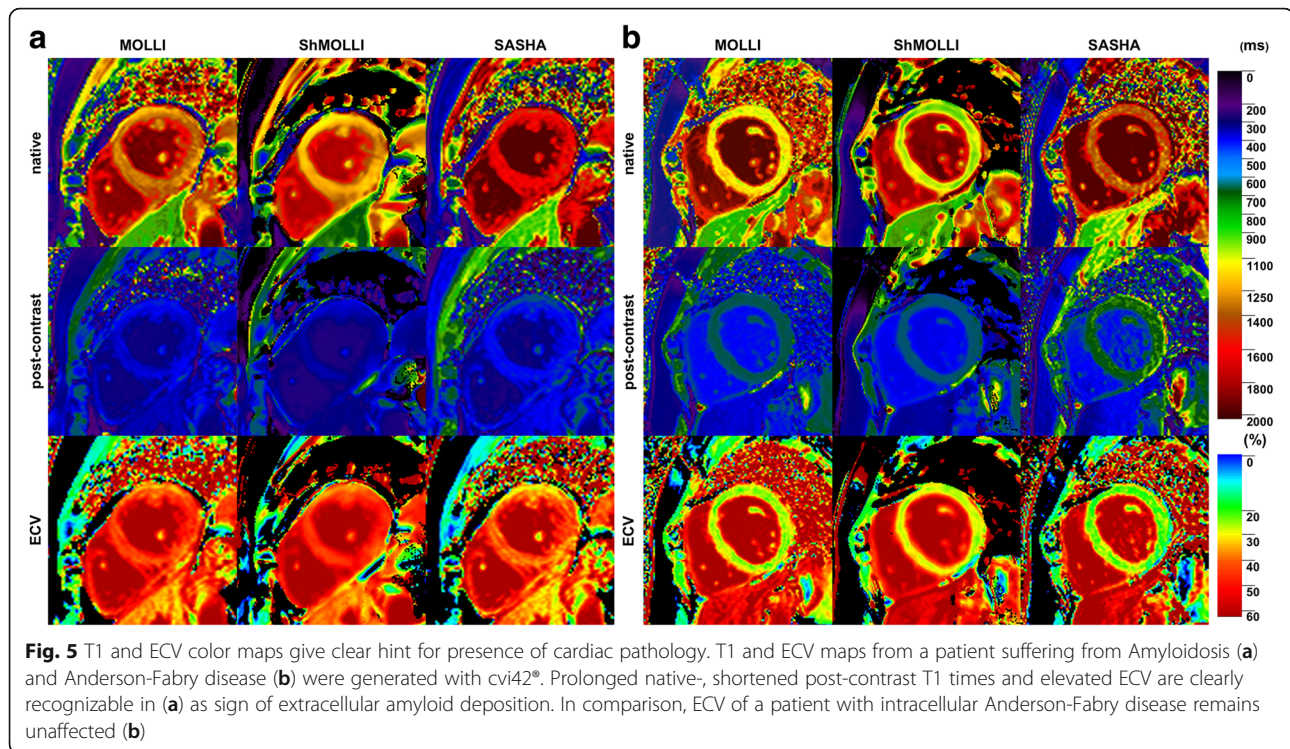 a
MOLLI ShMOLLI SASHA
b
MOLLI ShMOLLI SASHA
(ms)
native
post-contrast
ECV
native
post-contrast
ECV
0
200
300
400
500
600
700
800
900
1100
1250
1400
1600
1800
2000
(%)
0
20
30
40
50
60
Fig. 5 T1 and ECV color maps give clear hint for presence of cardiac pathology. T1 and ECV maps from a patient suffering from Amyloidosis (a)
and Anderson-Fabry disease (b) were generated with cvi42®. Prolonged native-, shortened post-contrast T1 times and elevated ECV are clearly
recognizable in (a) as sign of extracellular amyloid deposition. In comparison, ECV of a patient with intracellular Anderson-Fabry disease remains
unaffected (b)